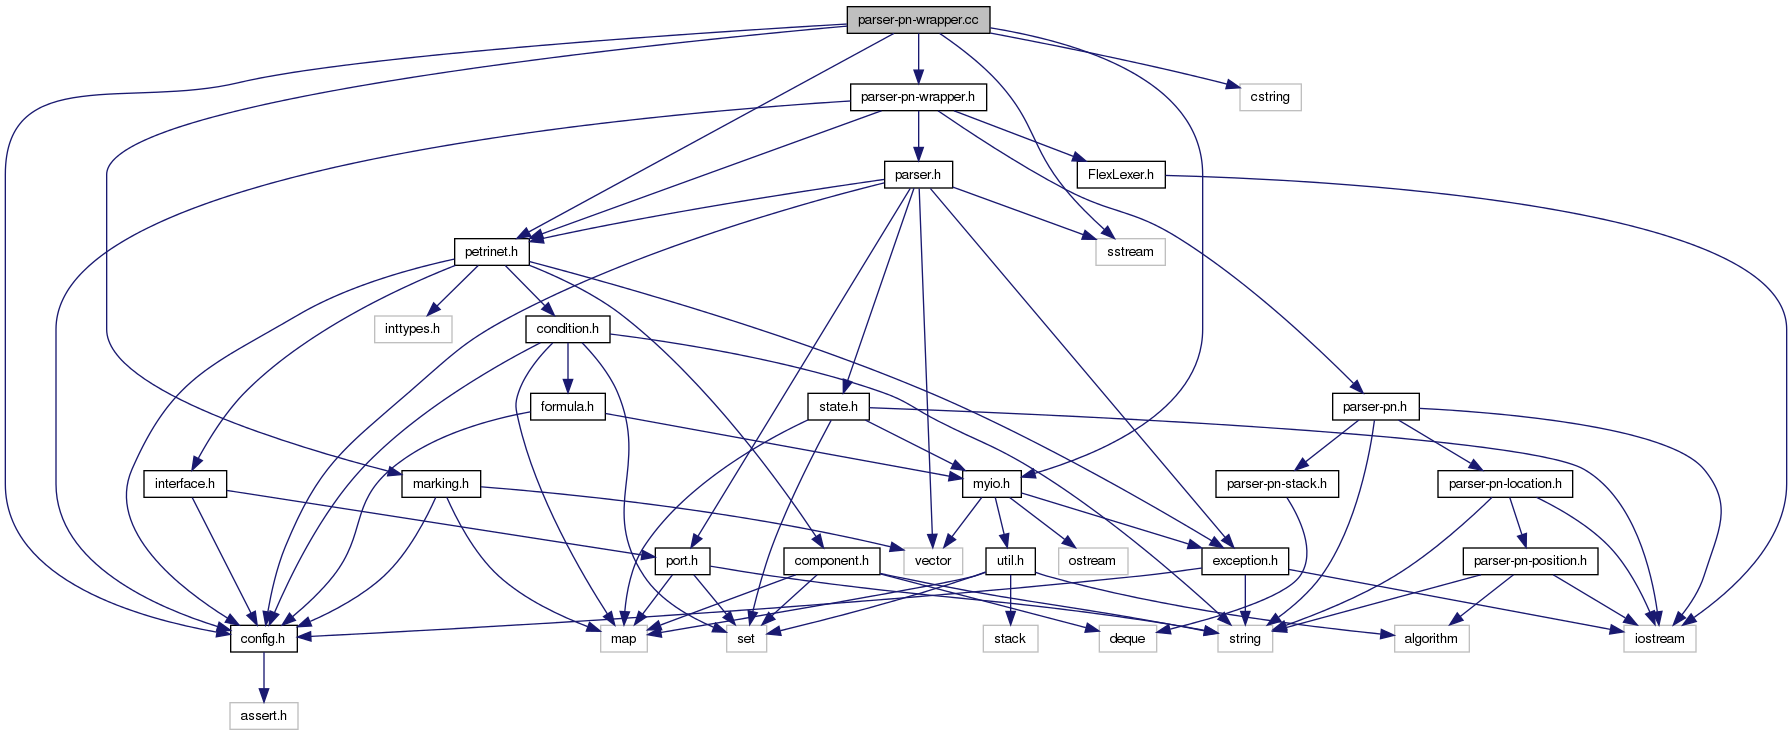 parser-pn-wrapper.cc
parser-pn-wrapper.h
cstring
parser.h
FlexLexer.h
petrinet.h
sstream
inttypes.h
condition.h
formula.h
state.h
parser-pn.h
interface.h
marking.h
myio.h
parser-pn-stack.h
parser-pn-location.h
port.h
component.h
vector
util.h
ostream
exception.h
parser-pn-position.h
config.h
map
set
stack
deque
string
algorithm
iostream
assert.h